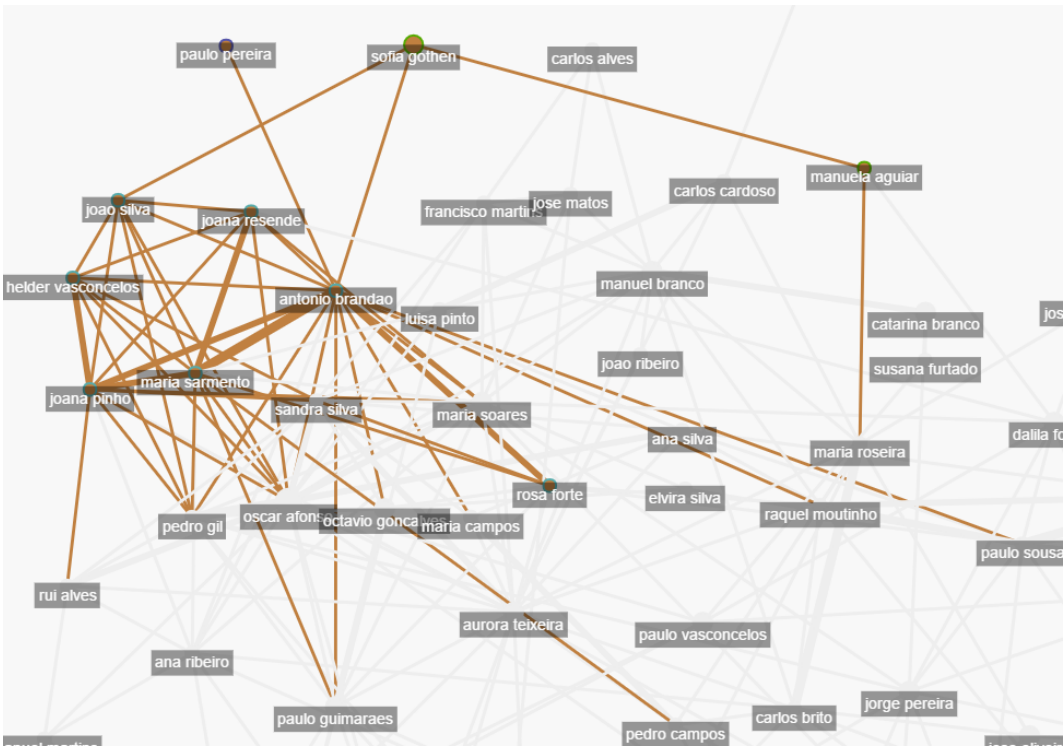 paulo pereira
sofia gothen
carlos alves
manuela aguiar
carlos cardoso
jose matos
francisco martins
joao silva
joana resende
helder vasconcelos
antonio brandao
manuel branco
luisa pinto
catarina branco
jos
joao ribeiro
susana furtado
maria sarmento
joana pinho
sandra silva
maria soares
ana silva
dalila fo
maria roseira
rosa forte
elvira silva
raquel moutinho
pedro gil
oscar afonso
octavio goncalves
maria campos
paulo sousa
rui alves
aurora teixeira
paulo vasconcelos
ana ribeiro
jorge pereira
paulo guimaraes
carlos brito
pedro campos